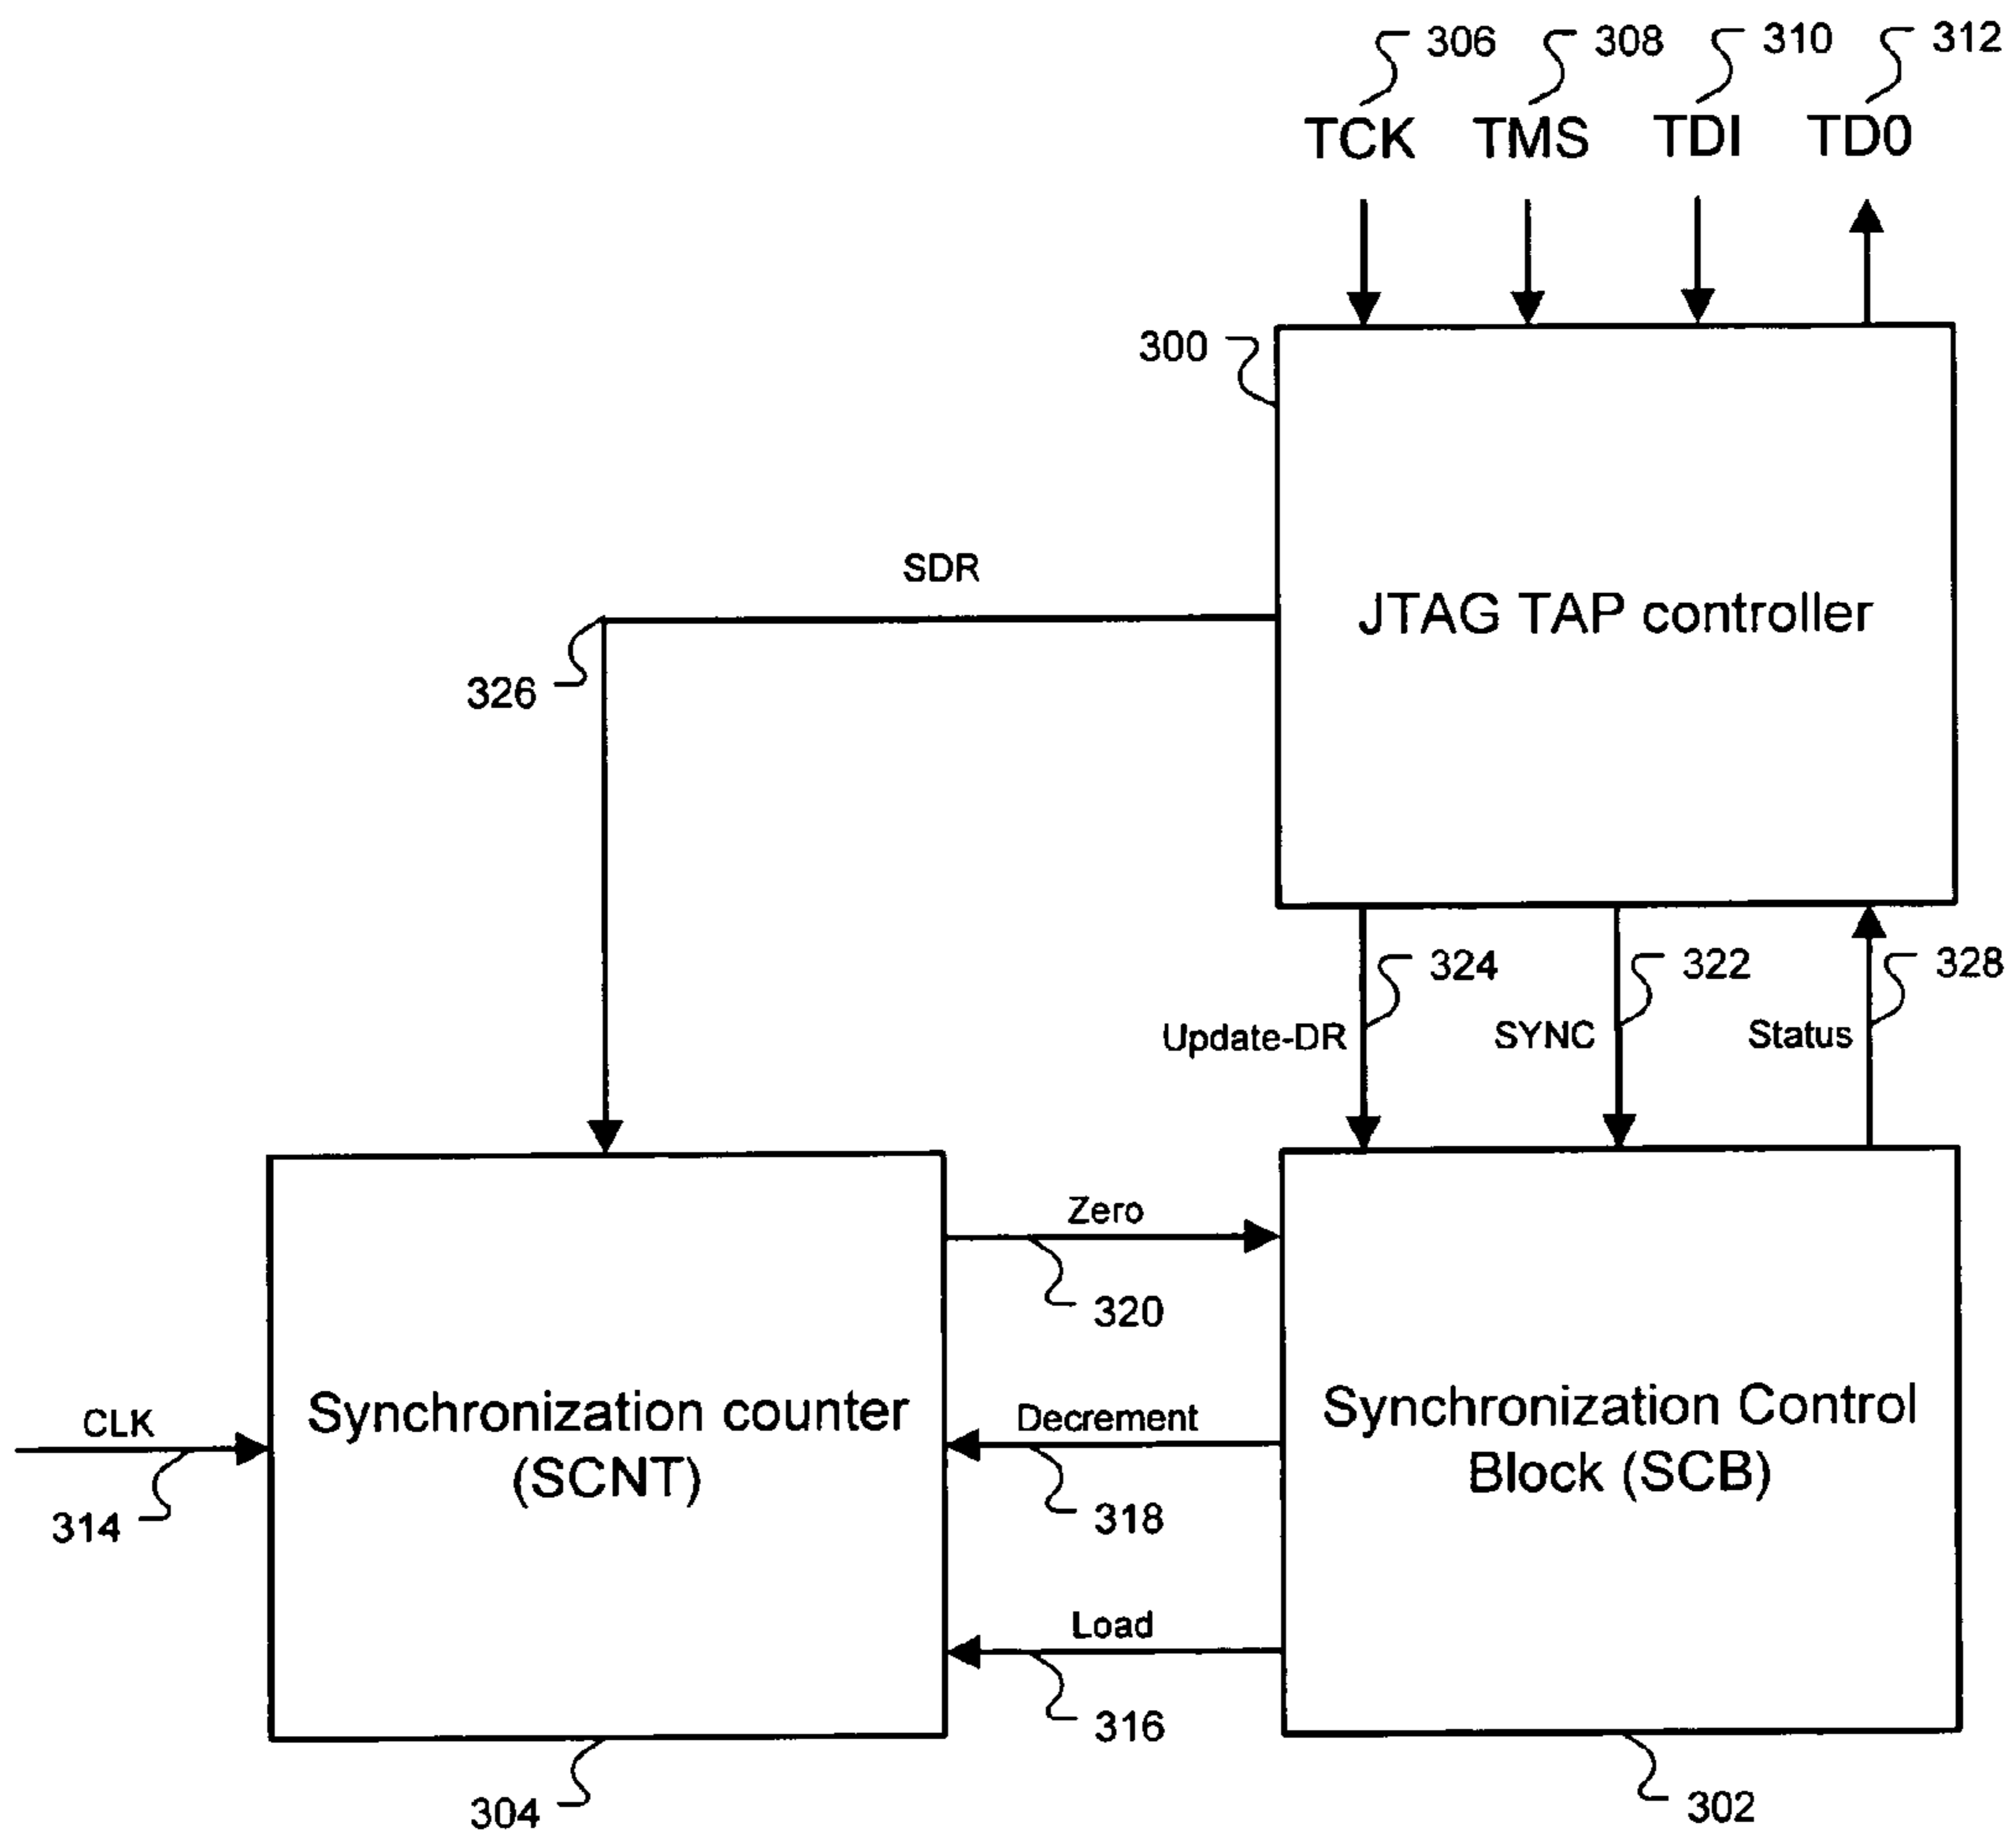 306 308 310 312
TCK TMS TDI TD0
300
SDR
JTAG TAP controller
326
324 322 328
Update-DR SYNC Status
Zero
320
Synchronization counter
(SCNT)
Synchronization Control
Block (SCB)
CLK
Decrement
314
318
Load
316
304
302